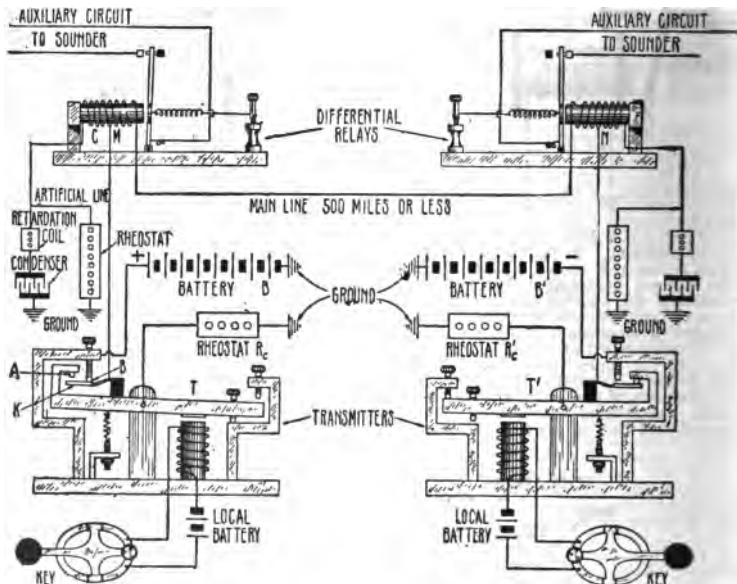 AUXILIARY CIRCUIT
TO SOUNDER
AUXILIARY CIRCUIT
TO SOUNDER
DIFFERENTIAL
RELAYS
C M
M
ARTIFICIAL LINE
RETARDATION
COIL
RHEOSTAT
CONDENSER
MAIN LINE 500 MILES OR LESS
+
BATTERY B
GROUND
BATTERY B'
−
GROUND
RHEOSTAT Rc
RHEOSTAT R'c
GROUND
A
B
K
T
T'
TRANSMITTERS
LOCAL
BATTERY
LOCAL
BATTERY
KEY
KEY